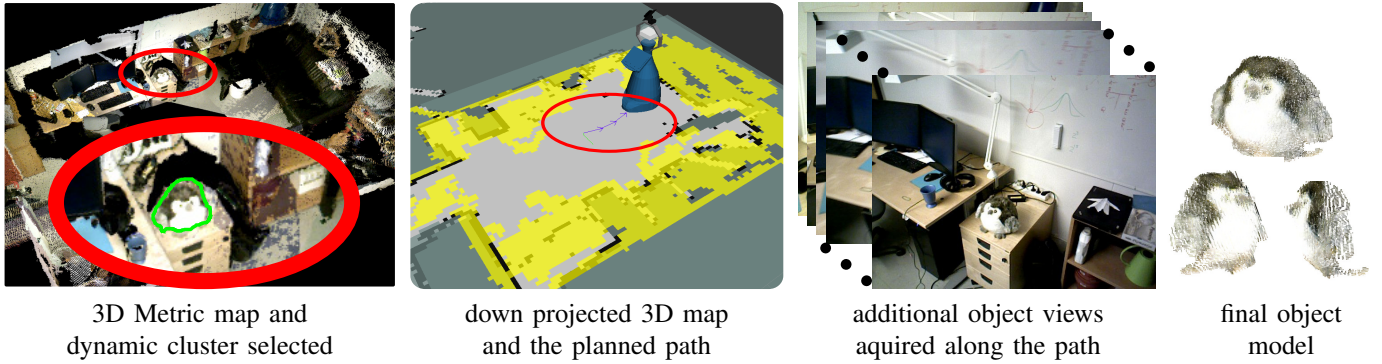 3D Metric map and
dynamic cluster selected
down projected 3D map
and the planned path
additional object views
aquired along the path
final object
model